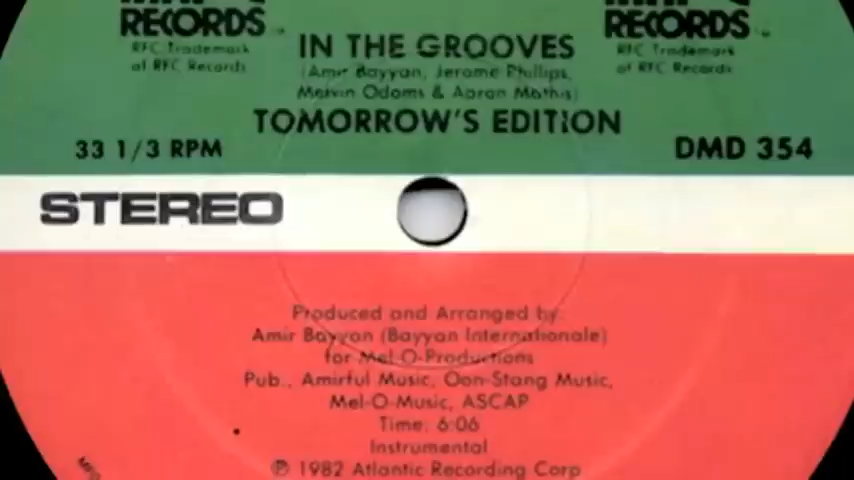 RECORDS
RFC Trademark
of RFC Records
RECORDS
RFC Trademark
of RFC Records
IN THE GROOVES
(Amir Bayyan, Jerome Phillips,
Melvin Odoms & Aaron Mathis)
TOMORROW'S EDITION
33 1/3 RPM
DMD 354
STEREO
Produced and Arranged by:
Amir Bayyan (Bayyan Internationale)
for Mel-O-Productions
Pub., Amirful Music, Oon-Stang Music,
Mel-O-Music, ASCAP
Time: 6:06
Instrumental
℗ 1982 Atlantic Recording Corp